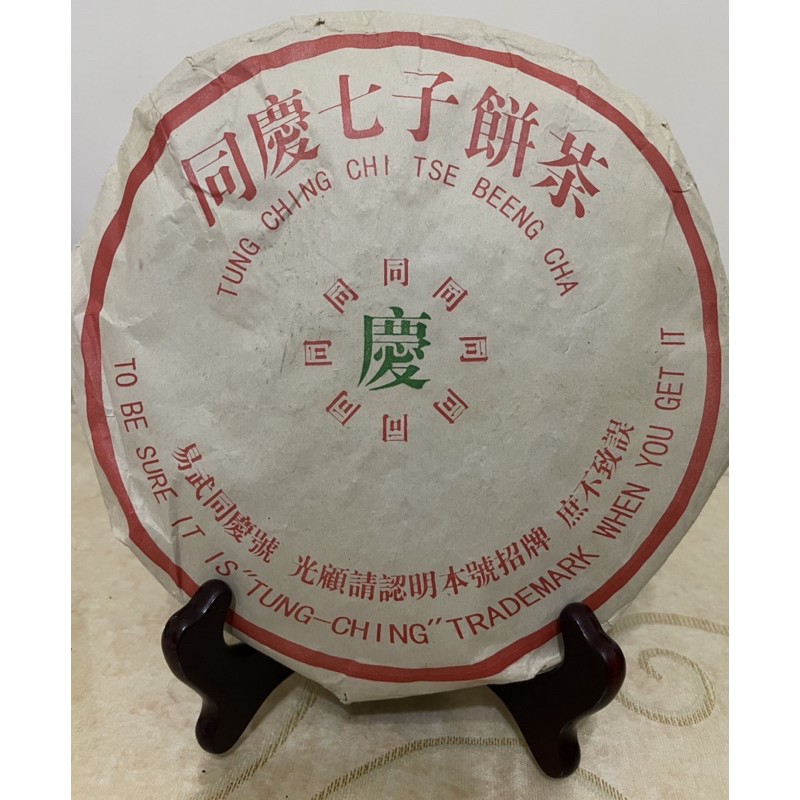 同慶七子餅茶
TUNG CHING CHI TSE BEENG CHA
同 同 同 同 同 同 同 同
慶
易武同慶號 光顧請認明本號招牌 庶不致誤
TO BE SURE IT IS "TUNG-CHING" TRADEMARK WHEN YOU GET IT